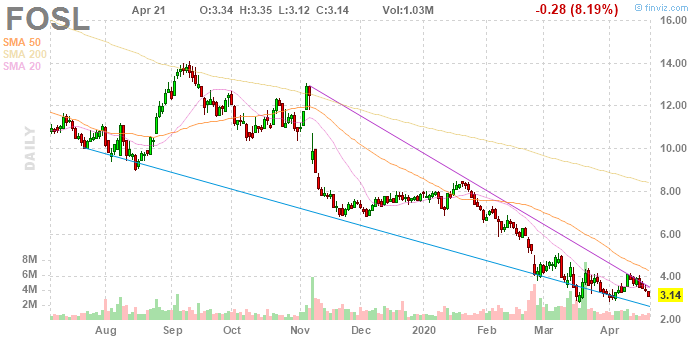 FOSL Apr 21 O:3.34 H:3.35 L:3.12 C:3.14 Vol:1.03M -0.28 (8.19%) © finviz.com
SMA 50
SMA 200
SMA 20
DAILY
16.00
14.00
12.00
10.00
8.00
6.00
4.00
3.14
2.00
8M
6M
4M
2M
Aug Sep Oct Nov Dec 2020 Feb Mar Apr